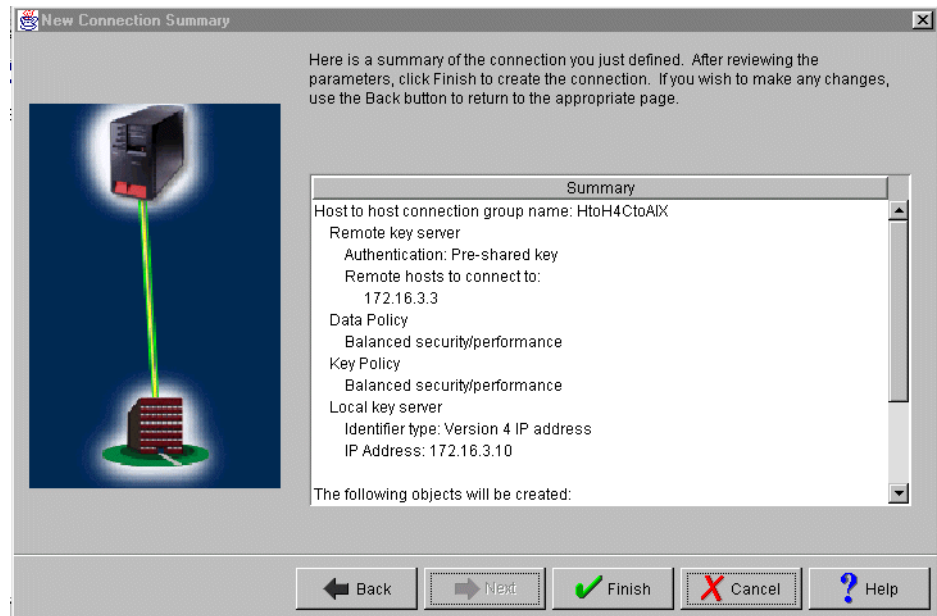 New Connection Summary
Here is a summary of the connection you just defined. After reviewing the
parameters, click Finish to create the connection. If you wish to make any changes,
use the Back button to return to the appropriate page.
Summary
Host to host connection group name: HtoH4CtoAIX
Remote key server
Authentication: Pre-shared key
Remote hosts to connect to:
172.16.3.3
Data Policy
Balanced security/performance
Key Policy
Balanced security/performance
Local key server
Identifier type: Version 4 IP address
IP Address: 172.16.3.10
The following objects will be created:
Back Next Finish Cancel Help